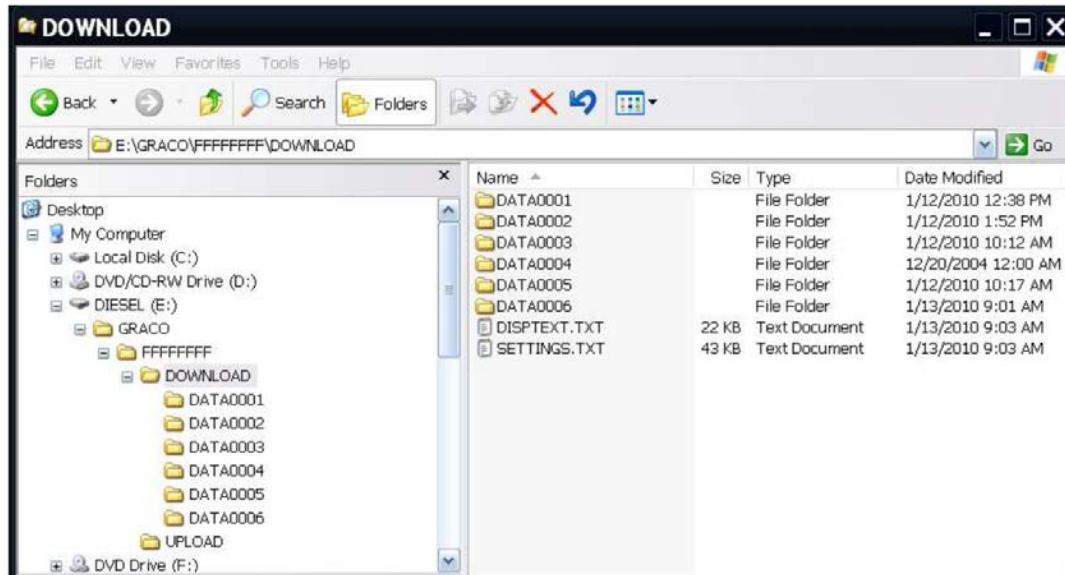 DOWNLOAD
File Edit View Favorites Tools Help
Back Search Folders
Address E:\GRACO\FFFFFFFF\DOWNLOAD Go
Folders x
Desktop
My Computer
Local Disk (C:)
DVD/CD-RW Drive (D:)
DIESEL (E:)
GRACO
FFFFFFFF
DOWNLOAD
DATA0001
DATA0002
DATA0003
DATA0004
DATA0005
DATA0006
UPLOAD
DVD Drive (F:)
Name Size Type Date Modified
DATA0001 File Folder 1/12/2010 12:38 PM
DATA0002 File Folder 1/12/2010 1:52 PM
DATA0003 File Folder 1/12/2010 10:12 AM
DATA0004 File Folder 12/20/2004 12:00 AM
DATA0005 File Folder 1/12/2010 10:17 AM
DATA0006 File Folder 1/13/2010 9:01 AM
DISPTEXT.TXT 22 KB Text Document 1/13/2010 9:03 AM
SETTINGS.TXT 43 KB Text Document 1/13/2010 9:03 AM